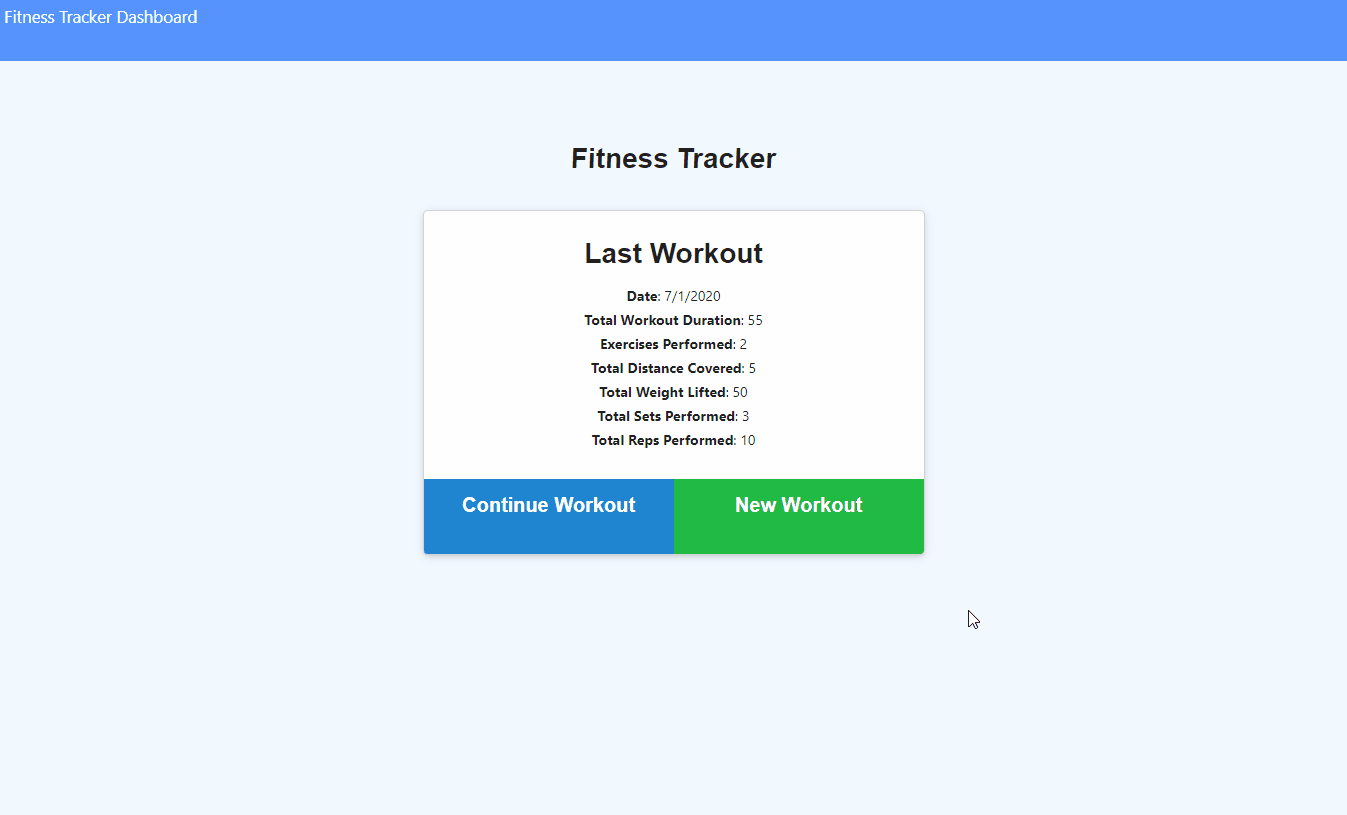 Fitness Tracker Dashboard
Fitness Tracker
Last Workout
Date: 7/1/2020
Total Workout Duration: 55
Exercises Performed: 2
Total Distance Covered: 5
Total Weight Lifted: 50
Total Sets Performed: 3
Total Reps Performed: 10
Continue Workout
New Workout